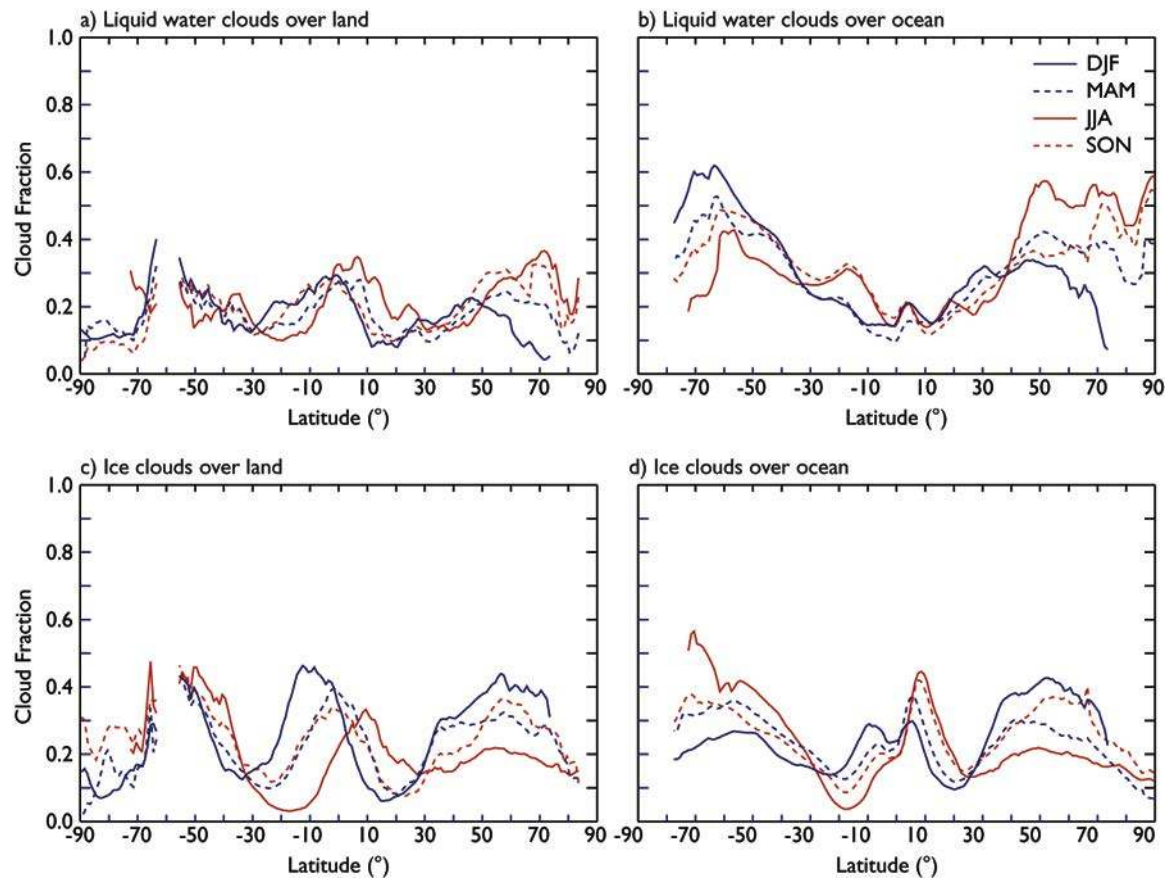 a) Liquid water clouds over land
b) Liquid water clouds over ocean
1.0
0.8
0.6
0.4
0.2
0.0
Cloud Fraction
-90 -70 -50 -30 -10 10 30 50 70 90
Latitude (°)
DJF
MAM
JJA
SON
-90 -70 -50 -30 -10 10 30 50 70 90
Latitude (°)
c) Ice clouds over land
d) Ice clouds over ocean
1.0
0.8
0.6
0.4
0.2
0.0
Cloud Fraction
-90 -70 -50 -30 -10 10 30 50 70 90
Latitude (°)
-90 -70 -50 -30 -10 10 30 50 70 90
Latitude (°)